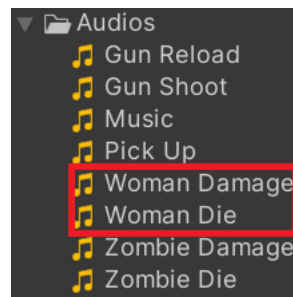 Audios
Gun Reload
Gun Shoot
Music
Pick Up
Woman Damage
Woman Die
Zombie Damage
Zombie Die